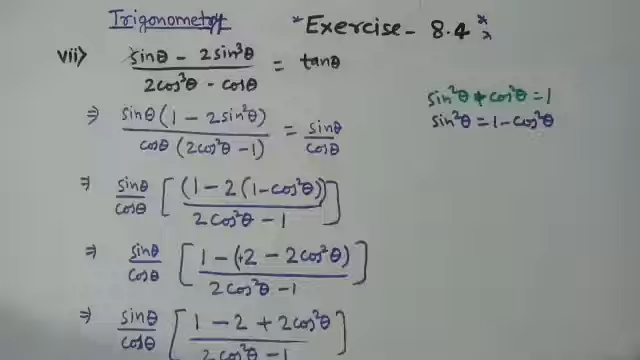 Trigonometry
* Exercise - 8.4 *
vii) (sinθ - 2sin³θ)/(2cos³θ - cosθ) = tanθ
sin²θ + cos²θ = 1
sin²θ = 1 - cos²θ
⇒ (sinθ (1 - 2sin²θ))/(cosθ (2cos²θ - 1)) = sinθ/cosθ
⇒ sinθ/cosθ [((1 - 2(1-cos²θ))/(2cos²θ - 1)]
⇒ sinθ/cosθ [(1 - (+2 - 2cos²θ))/(2cos²θ - 1)]
⇒ sinθ/cosθ [(1 - 2 + 2cos²θ)/(2cos²θ - 1)]